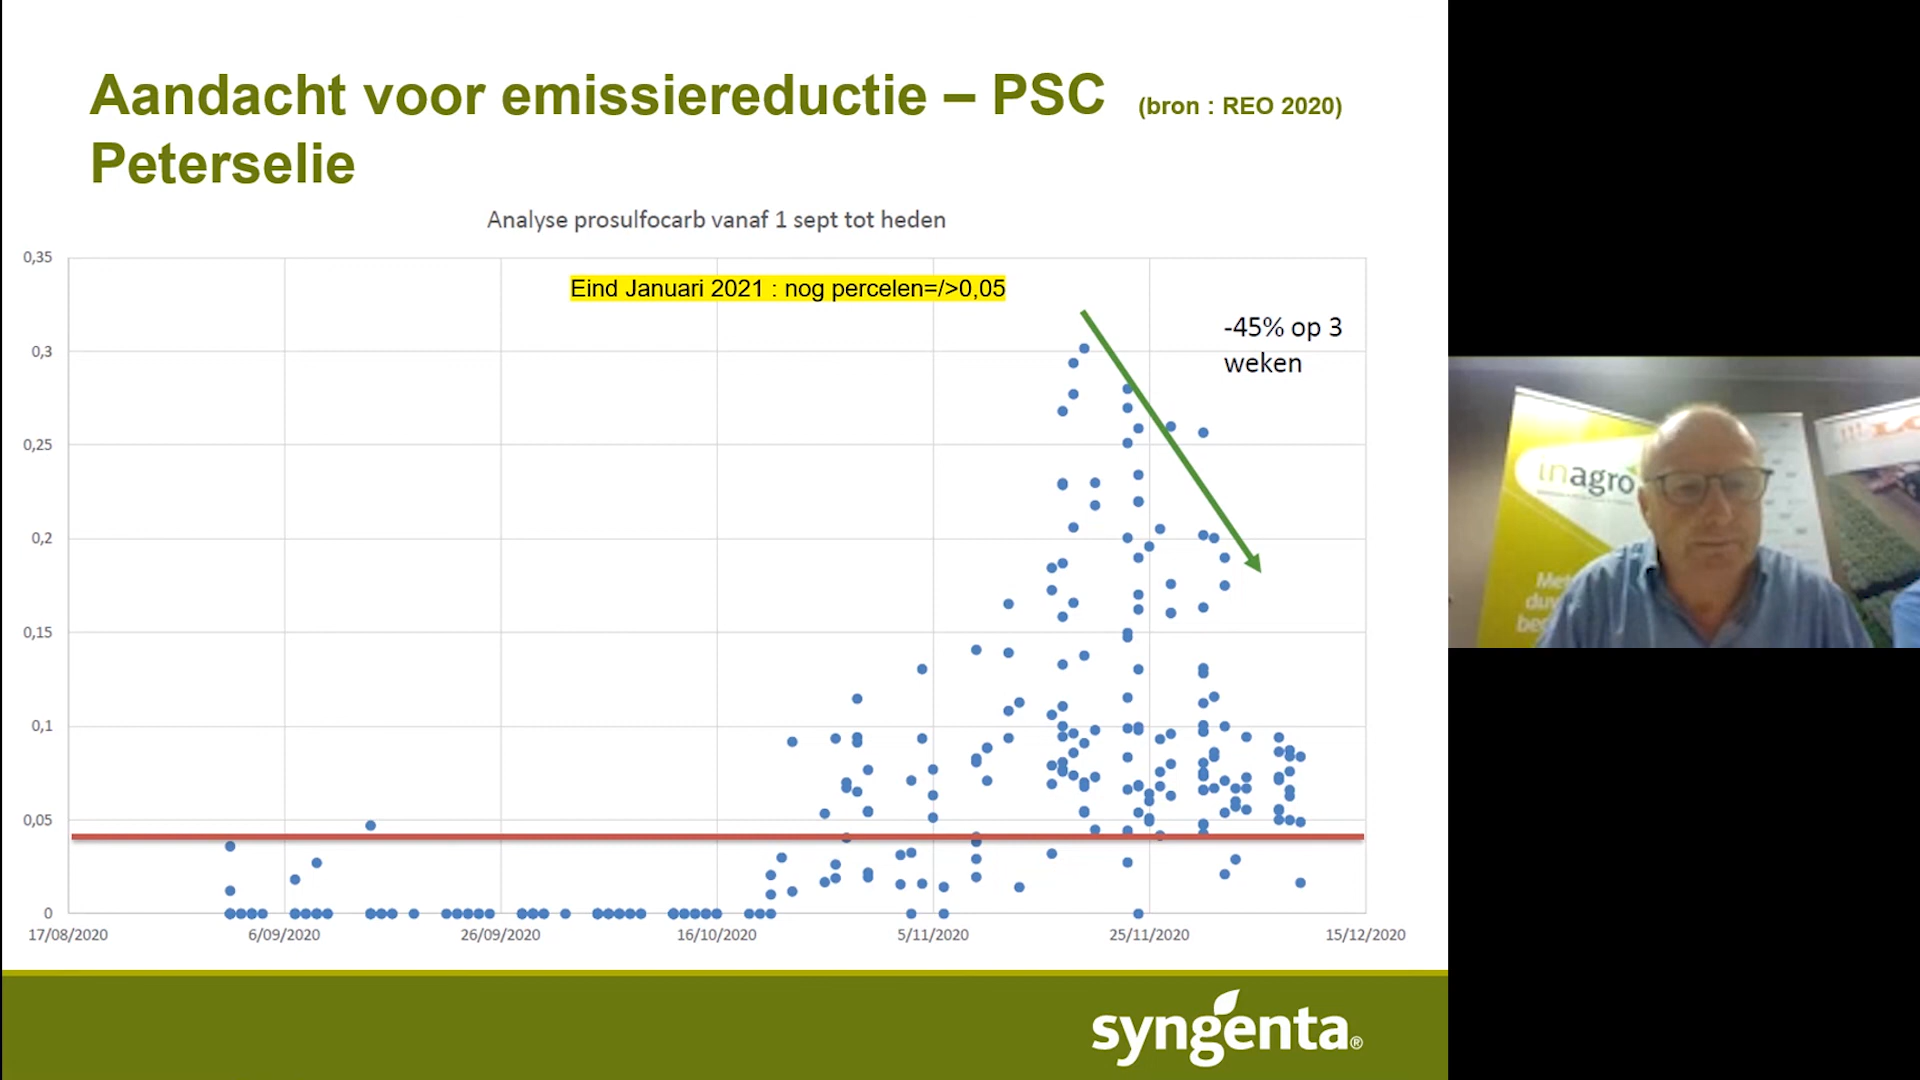 Aandacht voor emissiereductie – PSC (bron : REO 2020)
Peterselie
Analyse prosulfocarb vanaf 1 sept tot heden
Eind Januari 2021 : nog percelen=/>0,05
-45% op 3
weken
0,35
0,3
0,25
0,2
0,15
0,1
0,05
0
17/08/2020 6/09/2020 26/09/2020 16/10/2020 5/11/2020 25/11/2020 15/12/2020
syngenta®
inagro